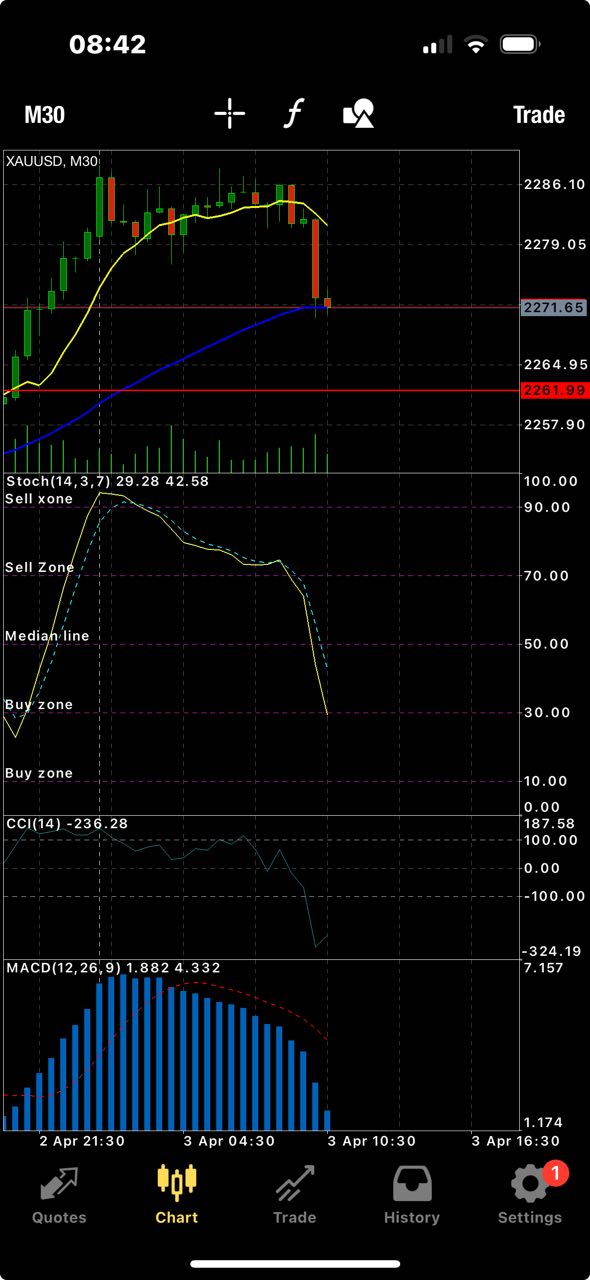 08:42
M30
f
Trade
XAUUSD, M30
2286.10
2279.05
2271.65
2264.95
2261.99
2257.90
Stoch(14,3,7) 29.28 42.58
100.00
Sell xone
90.00
Sell Zone
70.00
Median line
50.00
Buy zone
30.00
Buy zone
10.00
0.00
CCI(14) -236.28
187.58
100.00
0.00
-100.00
-324.19
MACD(12,26,9) 1.882 4.332
7.157
1.174
2 Apr 21:30 3 Apr 04:30 3 Apr 10:30 3 Apr 16:30
1
Quotes Chart Trade History Settings